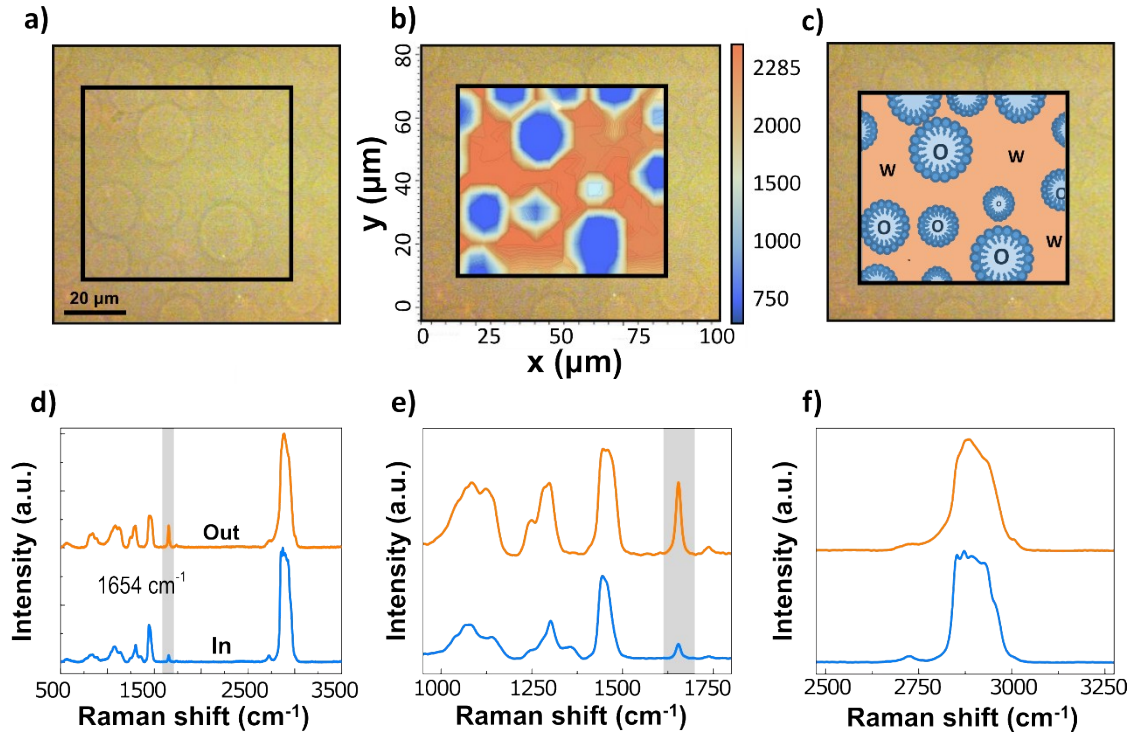 a)
20 µm
b)
y (µm)
80
60
40
20
0
0
25
50
75
100
x (µm)
2285
2000
1500
1000
750
c)
O
W
W
O
O
O
O
O
W
d)
Intensity (a.u.)
Out
1654 cm⁻¹
In
500
1500
2500
3500
Raman shift (cm⁻¹)
e)
Intensity (a.u.)
1000
1250
1500
1750
Raman shift (cm⁻¹)
f)
Intensity (a.u.)
2500
2750
3000
3250
Raman shift (cm⁻¹)